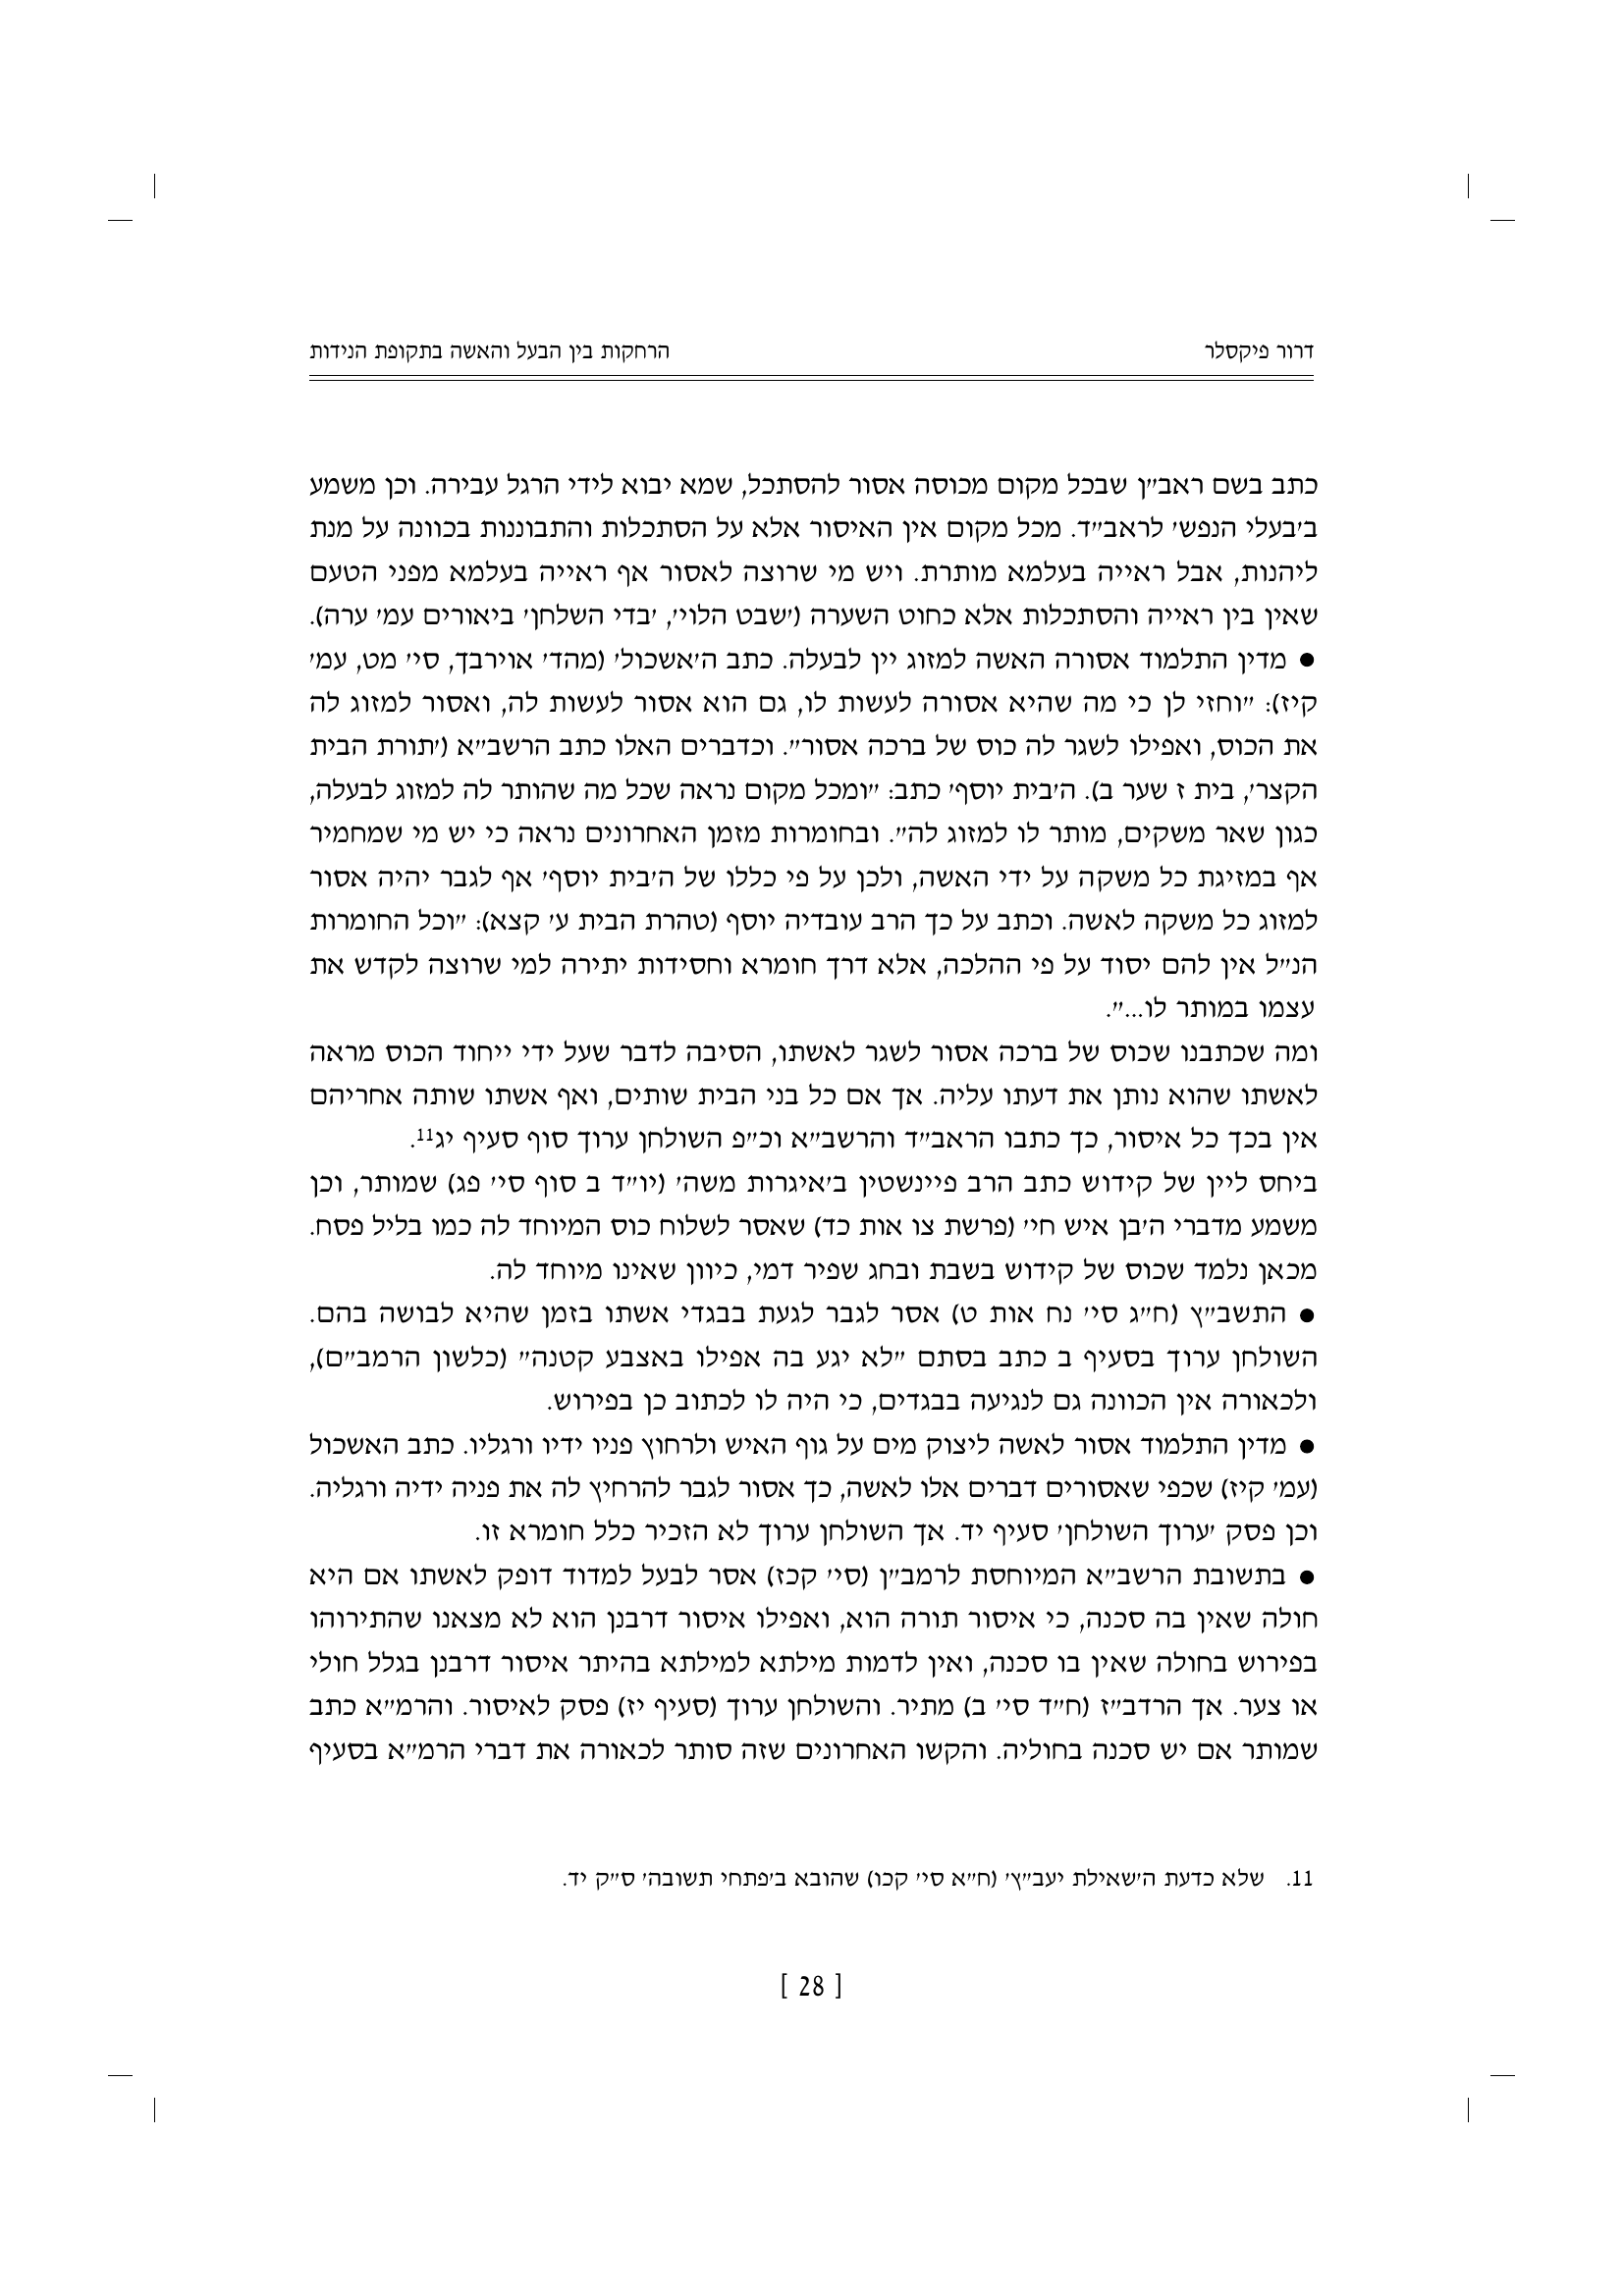 דרור פיקסלר
הרחקות בין הבעל והאשה בתקופת הנידות
כתב בשם ראב״ן שבכל מקום מכוסה אסור להסתכל, שמא יבוא לידי הרגל עבירה. וכן משמע
ב׳בעלי הנפש׳ לראב״ד. מכל מקום אין האיסור אלא על הסתכלות והתבוננות בכוונה על מנת
ליהנות, אבל ראייה בעלמא מותרת. ויש מי שרוצה לאסור אף ראייה בעלמא מפני הטעם
שאין בין ראייה והסתכלות אלא כחוט השערה (׳שבט הלוי׳, ׳בדי השלחן׳ ביאורים עמ׳ ערה).
● מדין התלמוד אסורה האשה למזוג יין לבעלה. כתב ה׳אשכול׳ (מהד׳ אוירבך, סי׳ מט, עמ׳
קיז): ״וחזי לן כי מה שהיא אסורה לעשות לו, גם הוא אסור לעשות לה, ואסור למזוג לה
את הכוס, ואפילו לשגר לה כוס של ברכה אסור״. וכדברים האלו כתב הרשב״א (׳תורת הבית
הקצר׳, בית ז שער ב). ה׳בית יוסף׳ כתב: ״ומכל מקום נראה שכל מה שהותר לה למזוג לבעלה,
כגון שאר משקים, מותר לו למזוג לה״. ובחומרות מזמן האחרונים נראה כי יש מי שמחמיר
אף במזיגת כל משקה על ידי האשה, ולכן על פי כללו של ה׳בית יוסף׳ אף לגבר יהיה אסור
למזוג כל משקה לאשה. וכתב על כך הרב עובדיה יוסף (טהרת הבית ע׳ קצא): ״וכל החומרות
הנ״ל אין להם יסוד על פי ההלכה, אלא דרך חומרא וחסידות יתירה למי שרוצה לקדש את
עצמו במותר לו...״.
ומה שכתבנו שכוס של ברכה אסור לשגר לאשתו, הסיבה לדבר שעל ידי ייחוד הכוס מראה
לאשתו שהוא נותן את דעתו עליה. אך אם כל בני הבית שותים, ואף אשתו שותה אחריהם
אין בכך כל איסור, כך כתבו הראב״ד והרשב״א וכ״פ השולחן ערוך סוף סעיף יג11.
ביחס ליין של קידוש כתב הרב פיינשטין ב׳איגרות משה׳ (יו״ד ב סוף סי׳ פג) שמותר, וכן
משמע מדברי ה׳בן איש חי׳ (פרשת צו אות כד) שאסר לשלוח כוס המיוחד לה כמו בליל פסח.
מכאן נלמד שכוס של קידוש בשבת ובחג שפיר דמי, כיוון שאינו מיוחד לה.
● התשב״ץ (ח״ג סי׳ נח אות ט) אסר לגבר לגעת בבגדי אשתו בזמן שהיא לבושה בהם.
השולחן ערוך בסעיף ב כתב בסתם ״לא יגע בה אפילו באצבע קטנה״ (כלשון הרמב״ם),
ולכאורה אין הכוונה גם לנגיעה בבגדים, כי היה לו לכתוב כן בפירוש.
● מדין התלמוד אסור לאשה ליצוק מים על גוף האיש ולרחוץ פניו ידיו ורגליו. כתב האשכול
(עמ׳ קיז) שכפי שאסורים דברים אלו לאשה, כך אסור לגבר להרחיץ לה את פניה ידיה ורגליה.
וכן פסק ׳ערוך השולחן׳ סעיף יד. אך השולחן ערוך לא הזכיר כלל חומרא זו.
● בתשובת הרשב״א המיוחסת לרמב״ן (סי׳ קכז) אסר לבעל למדוד דופק לאשתו אם היא
חולה שאין בה סכנה, כי איסור תורה הוא, ואפילו איסור דרבנן הוא לא מצאנו שהתירוהו
בפירוש בחולה שאין בו סכנה, ואין לדמות מילתא למילתא בהיתר איסור דרבנן בגלל חולי
או צער. אך הרדב״ז (ח״ד סי׳ ב) מתיר. והשולחן ערוך (סעיף יז) פסק לאיסור. והרמ״א כתב
שמותר אם יש סכנה בחוליה. והקשו האחרונים שזה סותר לכאורה את דברי הרמ״א בסעיף
11. שלא כדעת ה׳שאילת יעב״ץ׳ (ח״א סי׳ קכו) שהובא ב׳פתחי תשובה׳ ס״ק יד.
[ 28 ]